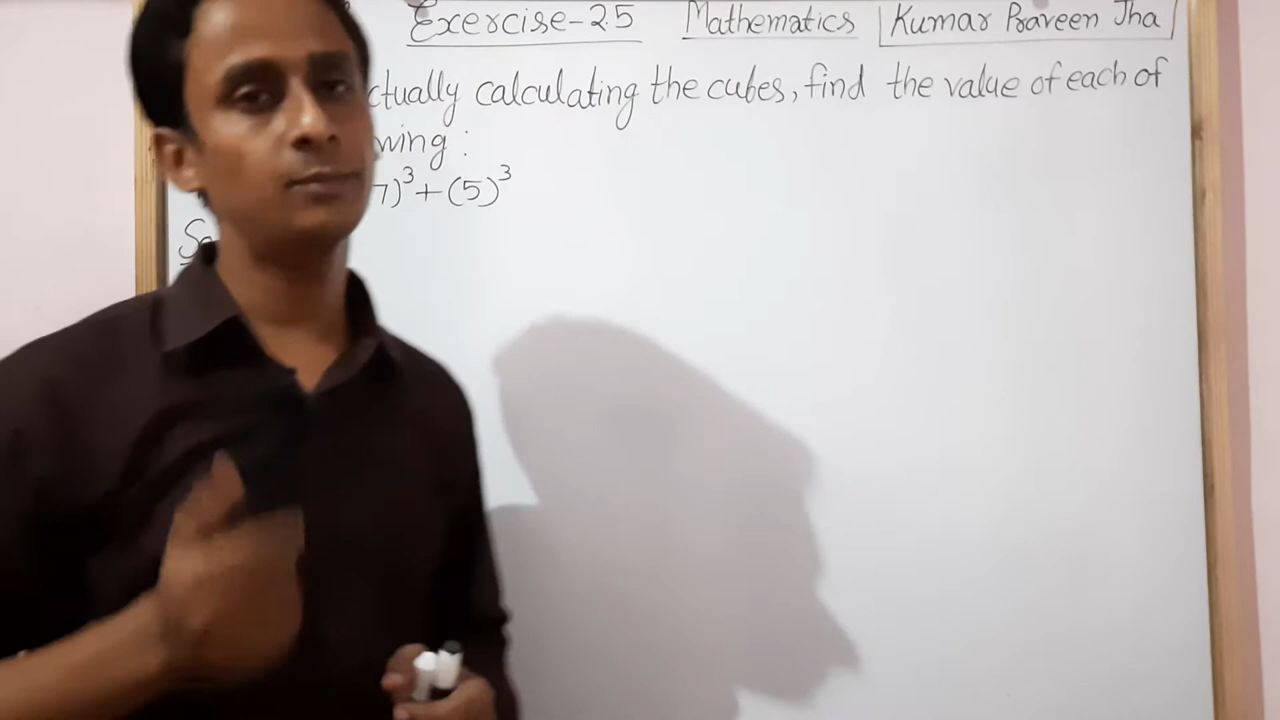 Exercise-2.5 Mathematics Kumar Praveen Jha
ctually calculating the cubes, find the value of each of
wing:
7)³+(5)³
So